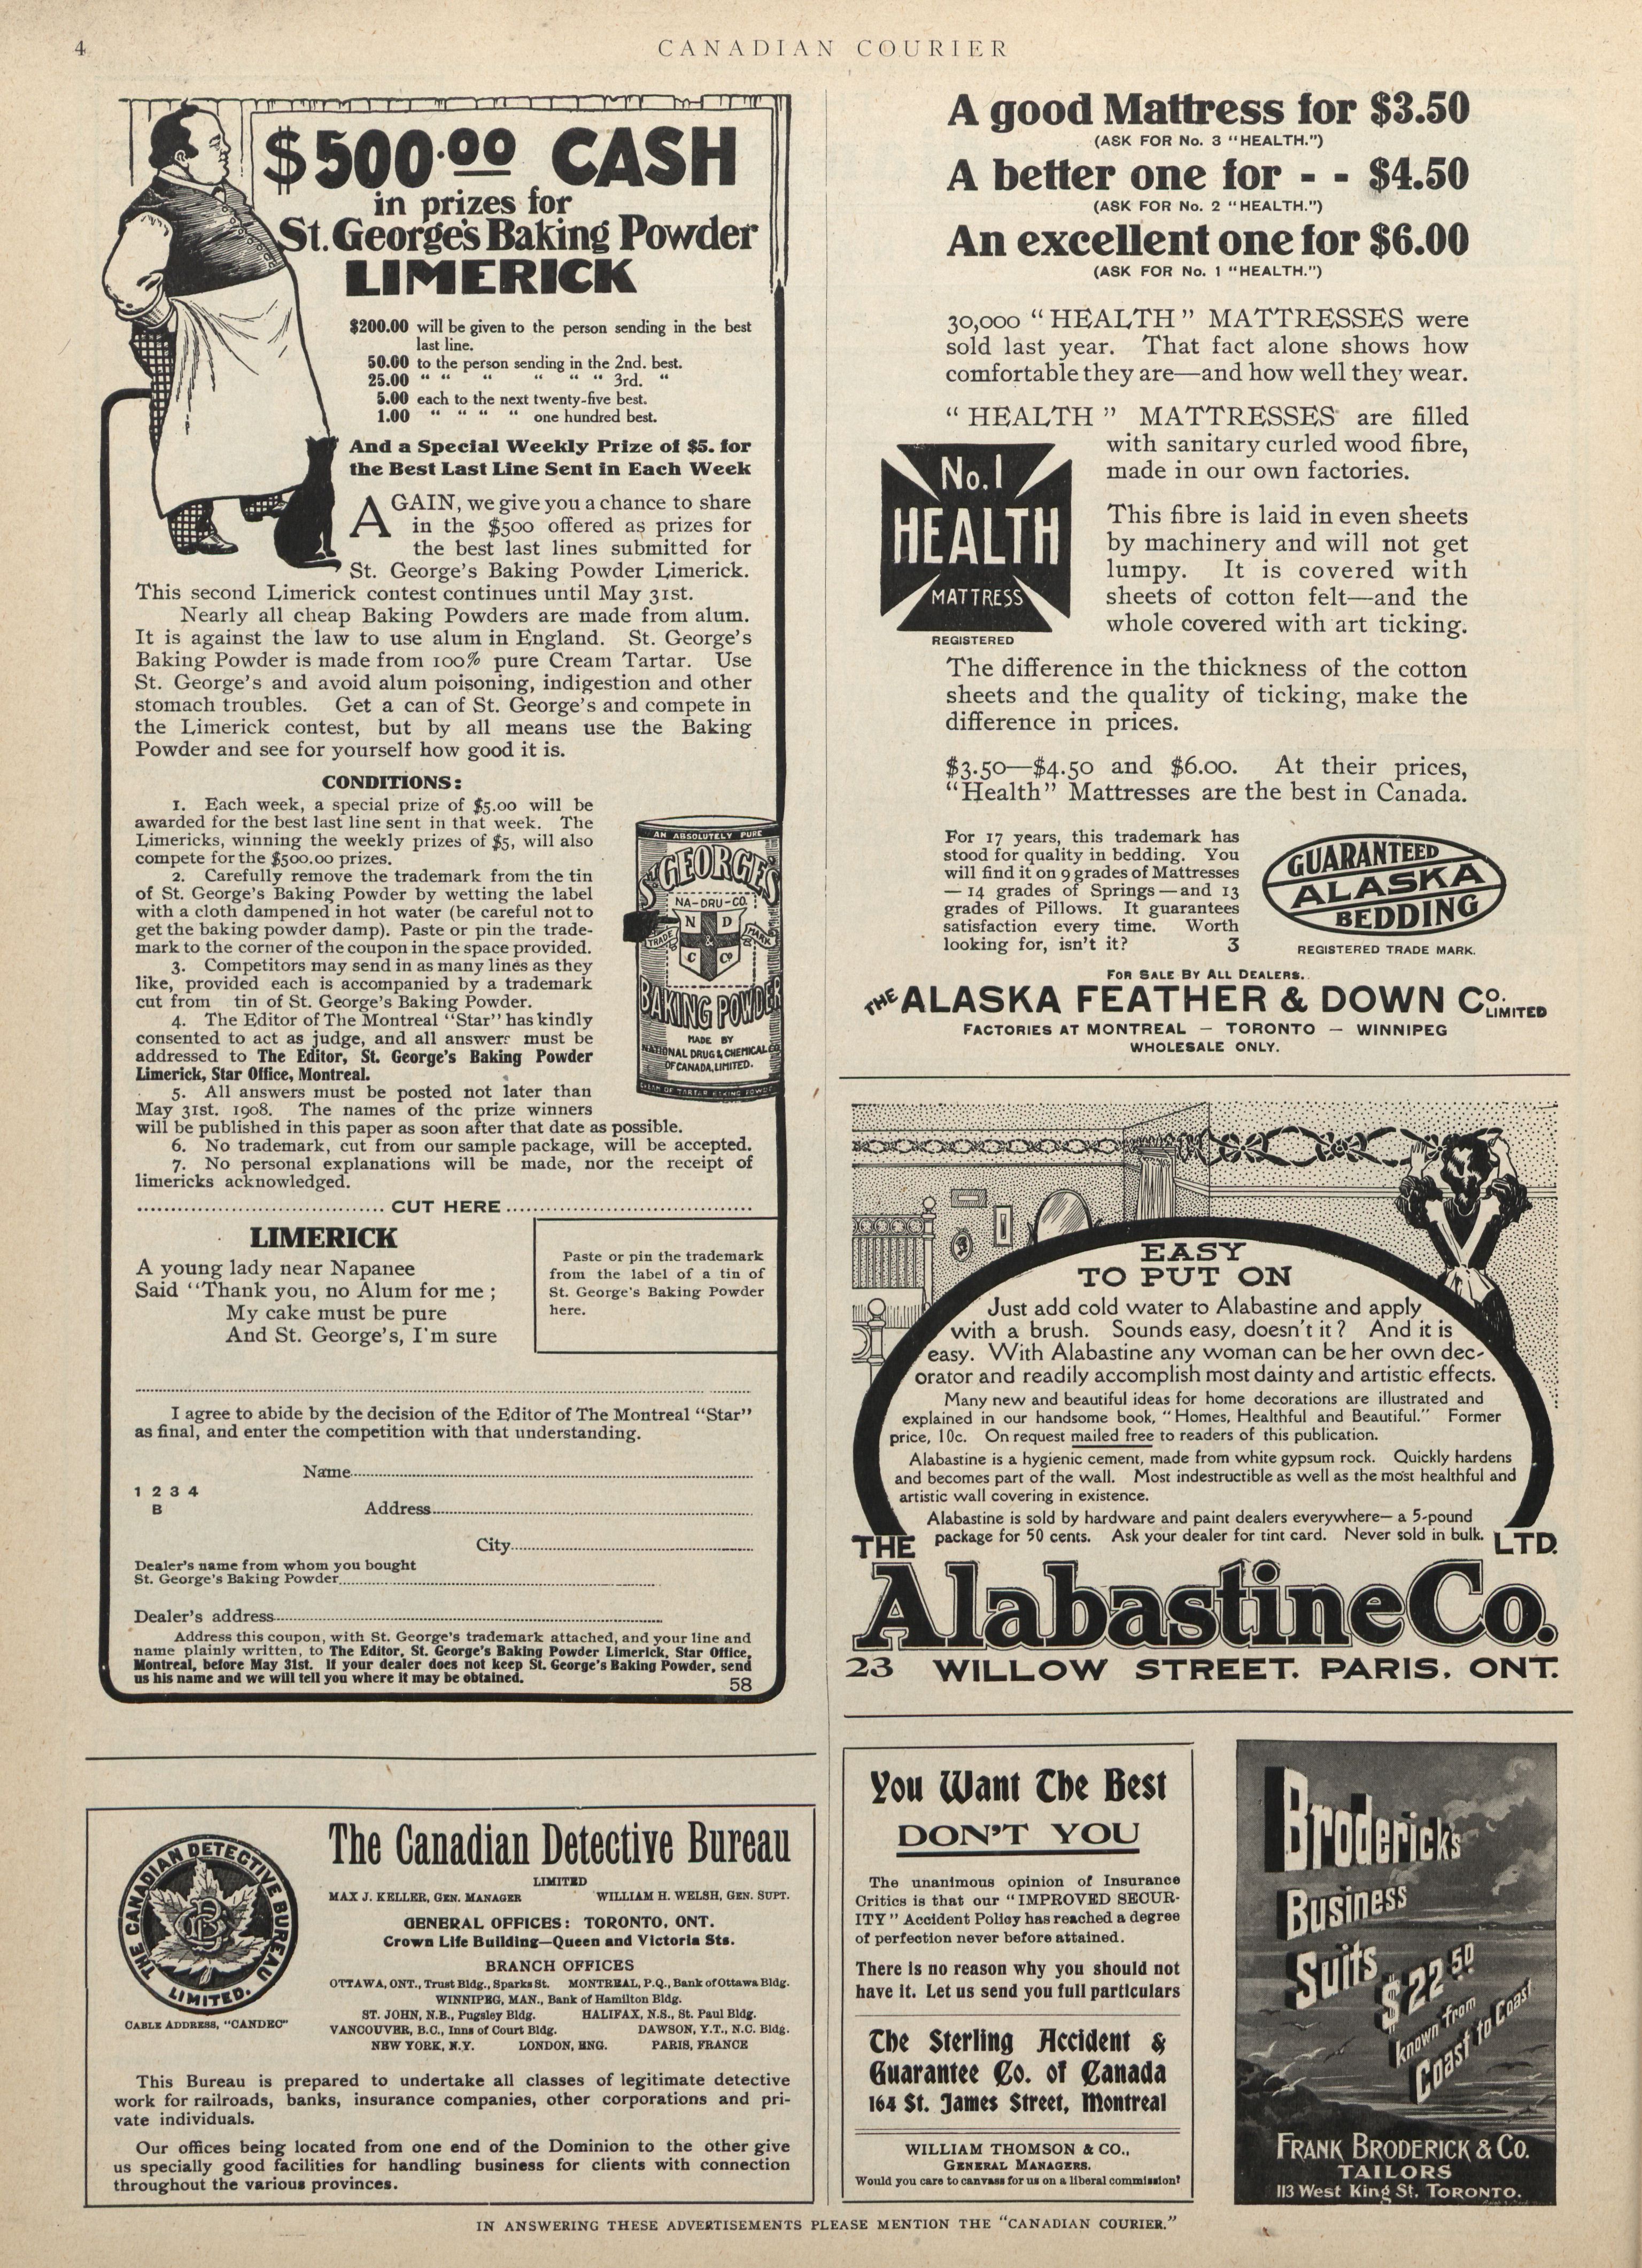 4
CANADIAN COURIER
$500.00 CASH
in prizes for
St. George's Baking Powder
LIMERICK
$200.00 will be given to the person sending in the best
last line.
50.00 to the person sending in the 2nd. best.
25.00 " " " " " " 3rd. "
5.00 each to the next twenty-five best.
1.00 " " " " one hundred best.
And a Special Weekly Prize of $5. for
the Best Last Line Sent in Each Week
AGAIN, we give you a chance to share
in the $500 offered as prizes for
the best last lines submitted for
St. George's Baking Powder Limerick.
This second Limerick contest continues until May 31st.
Nearly all cheap Baking Powders are made from alum.
It is against the law to use alum in England. St. George's
Baking Powder is made from 100% pure Cream Tartar. Use
St. George's and avoid alum poisoning, indigestion and other
stomach troubles. Get a can of St. George's and compete in
the Limerick contest, but by all means use the Baking
Powder and see for yourself how good it is.
CONDITIONS:
1. Each week, a special prize of $5.00 will be
awarded for the best last line sent in that week. The
Limericks, winning the weekly prizes of $5, will also
compete for the $500.00 prizes.
2. Carefully remove the trademark from the tin
of St. George's Baking Powder by wetting the label
with a cloth dampened in hot water (be careful not to
get the baking powder damp). Paste or pin the trade-
mark to the corner of the coupon in the space provided.
3. Competitors may send in as many lines as they
like, provided each is accompanied by a trademark
cut from tin of St. George's Baking Powder.
4. The Editor of The Montreal "Star" has kindly
consented to act as judge, and all answers must be
addressed to The Editor, St. George's Baking Powder
Limerick, Star Office, Montreal.
5. All answers must be posted not later than
May 31st. 1908. The names of the prize winners
will be published in this paper as soon after that date as possible.
6. No trademark, cut from our sample package, will be accepted.
7. No personal explanations will be made, nor the receipt of
limericks acknowledged.
AN ABSOLUTELY PURE
ST. GEORGE'S
NA-DRU-CO.
N D
TRADE & MARK
C Co
BAKING POWDER
MADE BY
NATIONAL DRUG & CHEMICAL CO
OF CANADA, LIMITED.
CREAM OF TARTAR BAKING POWDER
CUT HERE
LIMERICK
A young lady near Napanee
Said "Thank you, no Alum for me ;
My cake must be pure
And St. George's, I'm sure
Paste or pin the trademark
from the label of a tin of
St. George's Baking Powder
here.
I agree to abide by the decision of the Editor of The Montreal "Star"
as final, and enter the competition with that understanding.
Name
1 2 3 4
B
Address
City
Dealer's name from whom you bought
St. George's Baking Powder
Dealer's address
Address this coupon, with St. George's trademark attached, and your line and
name plainly written, to The Editor, St. George's Baking Powder Limerick, Star Office,
Montreal, before May 31st. If your dealer does not keep St. George's Baking Powder, send
us his name and we will tell you where it may be obtained.
58
THE CANADIAN DETECTIVE BUREAU
LIMITED.
CDB
CABLE ADDRESS, "CANDEC"
The Canadian Detective Bureau
LIMITED
MAX J. KELLER, GEN. MANAGER WILLIAM H. WELSH, GEN. SUPT.
GENERAL OFFICES: TORONTO, ONT.
Crown Life Building—Queen and Victoria Sts.
BRANCH OFFICES
OTTAWA, ONT., Trust Bldg., Sparks St. MONTREAL, P.Q., Bank of Ottawa Bldg.
WINNIPEG, MAN., Bank of Hamilton Bldg.
ST. JOHN, N.B., Pugsley Bldg. HALIFAX, N.S., St. Paul Bldg.
VANCOUVER, B.C., Inns of Court Bldg. DAWSON, Y.T., N.C. Bldg.
NEW YORK, N.Y. LONDON, ENG. PARIS, FRANCE
This Bureau is prepared to undertake all classes of legitimate detective
work for railroads, banks, insurance companies, other corporations and pri-
vate individuals.
Our offices being located from one end of the Dominion to the other give
us specially good facilities for handling business for clients with connection
throughout the various provinces.
A good Mattress for $3.50
(ASK FOR No. 3 "HEALTH.")
A better one for - - $4.50
(ASK FOR No. 2 "HEALTH.")
An excellent one for $6.00
(ASK FOR No. 1 "HEALTH.")
30,000 "HEALTH" MATTRESSES were
sold last year. That fact alone shows how
comfortable they are—and how well they wear.
"HEALTH" MATTRESSES are filled
with sanitary curled wood fibre,
made in our own factories.
No. 1
HEALTH
MATTRESS
REGISTERED
This fibre is laid in even sheets
by machinery and will not get
lumpy. It is covered with
sheets of cotton felt—and the
whole covered with art ticking.
The difference in the thickness of the cotton
sheets and the quality of ticking, make the
difference in prices.
$3.50—$4.50 and $6.00. At their prices,
"Health" Mattresses are the best in Canada.
For 17 years, this trademark has
stood for quality in bedding. You
will find it on 9 grades of Mattresses
— 14 grades of Springs — and 13
grades of Pillows. It guarantees
satisfaction every time. Worth
looking for, isn't it? 3
GUARANTEED
ALASKA
BEDDING
REGISTERED TRADE MARK.
FOR SALE BY ALL DEALERS.
THE ALASKA FEATHER & DOWN Co. LIMITED
FACTORIES AT MONTREAL — TORONTO — WINNIPEG
WHOLESALE ONLY.
EASY
TO PUT ON
Just add cold water to Alabastine and apply
with a brush. Sounds easy, doesn't it? And it is
easy. With Alabastine any woman can be her own dec-
orator and readily accomplish most dainty and artistic effects.
Many new and beautiful ideas for home decorations are illustrated and
explained in our handsome book, "Homes, Healthful and Beautiful." Former
price, 10c. On request mailed free to readers of this publication.
Alabastine is a hygienic cement, made from white gypsum rock. Quickly hardens
and becomes part of the wall. Most indestructible as well as the most healthful and
artistic wall covering in existence.
Alabastine is sold by hardware and paint dealers everywhere— a 5-pound
package for 50 cents. Ask your dealer for tint card. Never sold in bulk.
THE
LTD.
Alabastine Co.
23 WILLOW STREET. PARIS. ONT.
You Want The Best
DON'T YOU
The unanimous opinion of Insurance
Critics is that our "IMPROVED SECUR-
ITY" Accident Policy has reached a degree
of perfection never before attained.
There is no reason why you should not
have it. Let us send you full particulars
The Sterling Accident &
Guarantee Co. of Canada
164 St. James Street, Montreal
WILLIAM THOMSON & CO.,
GENERAL MANAGERS.
Would you care to canvass for us on a liberal commission?
Broderick's
Business
Suits
$22.50
known from
Coast to Coast
FRANK BRODERICK & CO.
TAILORS
113 West King St. TORONTO.
IN ANSWERING THESE ADVERTISEMENTS PLEASE MENTION THE "CANADIAN COURIER."